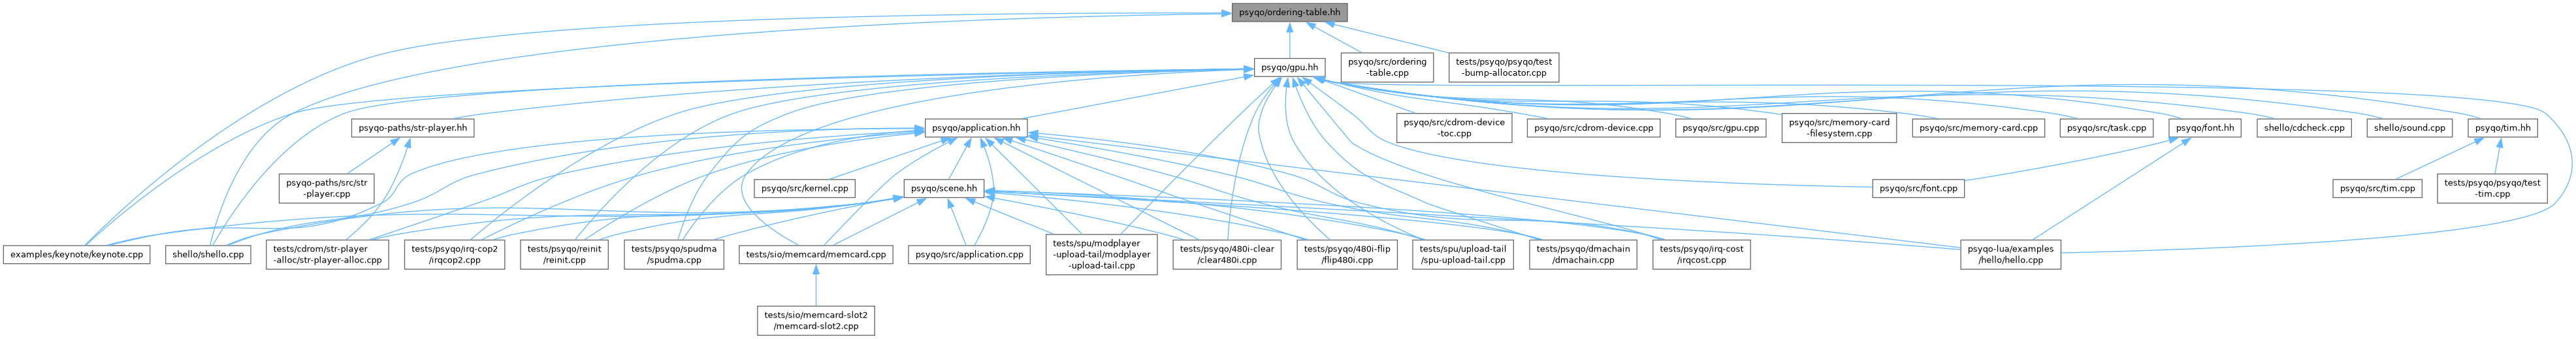 psyqo/ordering-table.hh
psyqo/gpu.hh
psyqo/src/ordering
-table.cpp
tests/psyqo/psyqo/test
-bump-allocator.cpp
psyqo-paths/str-player.hh
psyqo/application.hh
psyqo/src/cdrom-device
-toc.cpp
psyqo/src/cdrom-device.cpp
psyqo/src/gpu.cpp
psyqo/src/memory-card
-filesystem.cpp
psyqo/src/memory-card.cpp
psyqo/src/task.cpp
psyqo/font.hh
shello/cdcheck.cpp
shello/sound.cpp
psyqo/tim.hh
psyqo-paths/src/str
-player.cpp
psyqo/src/kernel.cpp
psyqo/scene.hh
psyqo/src/font.cpp
psyqo/src/tim.cpp
tests/psyqo/psyqo/test
-tim.cpp
examples/keynote/keynote.cpp
shello/shello.cpp
tests/cdrom/str-player
-alloc/str-player-alloc.cpp
tests/psyqo/irq-cop2
/irqcop2.cpp
tests/psyqo/reinit
/reinit.cpp
tests/psyqo/spudma
/spudma.cpp
tests/sio/memcard/memcard.cpp
psyqo/src/application.cpp
tests/spu/modplayer
-upload-tail/modplayer
-upload-tail.cpp
tests/psyqo/480i-clear
/clear480i.cpp
tests/psyqo/480i-flip
/flip480i.cpp
tests/spu/upload-tail
/spu-upload-tail.cpp
tests/psyqo/dmachain
/dmachain.cpp
tests/psyqo/irq-cost
/irqcost.cpp
psyqo-lua/examples
/hello/hello.cpp
tests/sio/memcard-slot2
/memcard-slot2.cpp